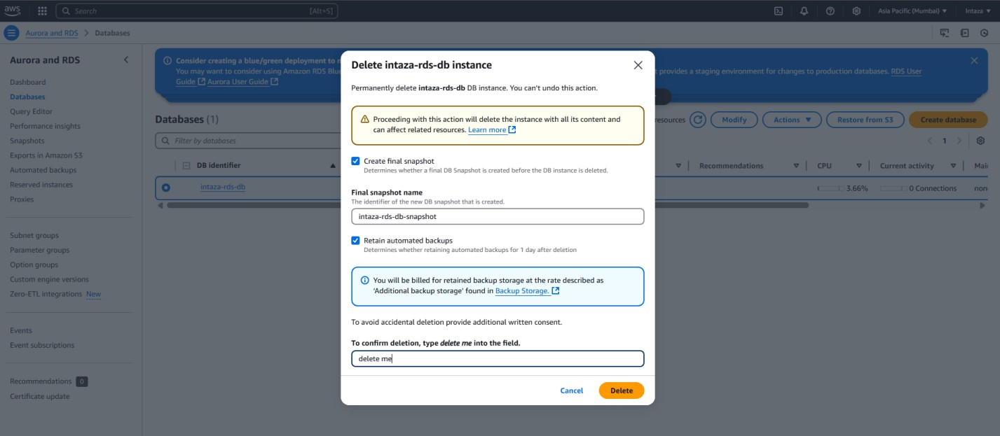 aws
Search
[Alt+S]
Asia Pacific (Mumbai)
Intaza
Aurora and RDS
Databases
Aurora and RDS
Dashboard
Databases
Query Editor
Performance insights
Snapshots
Exports in Amazon S3
Automated backups
Reserved instances
Proxies
Subnet groups
Parameter groups
Option groups
Custom engine versions
Zero-ETL integrations New
Events
Event subscriptions
Recommendations 0
Certificate update
Consider creating a blue/green deployment to
You may want to consider using Amazon RDS Blue
t provides a staging environment for changes to production databases. RDS User
Guide Aurora User Guide
Databases (1)
resources
Modify
Actions
Restore from S3
Create database
Filter by databases
1
DB identifier
Recommendations
CPU
Current activity
intaza-rds-db
3.66%
0 Connections
Delete intaza-rds-db instance
Permanently delete intaza-rds-db DB instance. You can't undo this action.
Proceeding with this action will delete the instance with all its content and
can affect related resources. Learn more
Create final snapshot
Determines whether a final DB Snapshot is created before the DB instance is deleted.
Final snapshot name
The identifier of the new DB snapshot that is created.
intaza-rds-db-snapshot
Retain automated backups
Determines whether retaining automated backups for 1 day after deletion
You will be billed for retained backup storage at the rate described as
'Additional backup storage' found in Backup Storage.
To avoid accidental deletion provide additional written consent.
To confirm deletion, type delete me into the field.
delete me
Cancel
Delete